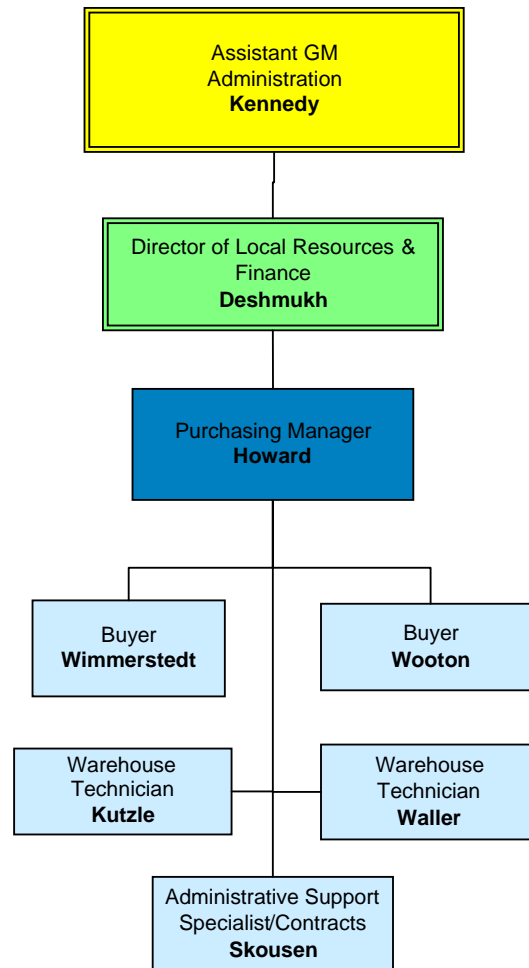 Assistant GM
Administration
Kennedy
Director of Local Resources &
Finance
Deshmukh
Purchasing Manager
Howard
Buyer
Wimmerstedt
Buyer
Wooton
Warehouse
Technician
Kutzle
Warehouse
Technician
Waller
Administrative Support
Specialist/Contracts
Skousen